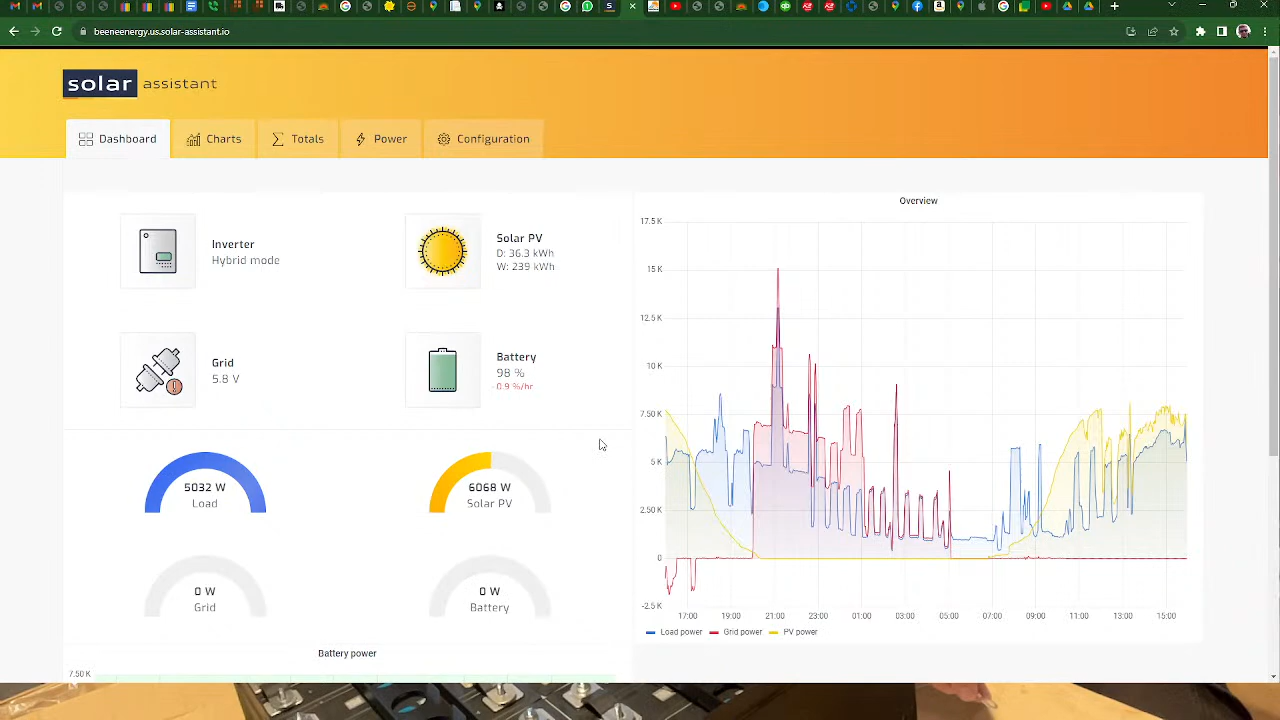 beeneenergy.us.solar-assistant.io
solar assistant
Dashboard
Charts
Totals
Power
Configuration
Inverter
Hybrid mode
Solar PV
D: 36.3 kWh
W: 239 kWh
Grid
5.8 V
Battery
98 %
- 0.9 %/hr
5032 W
Load
6068 W
Solar PV
0 W
Grid
0 W
Battery
Battery power
7.50 K
Overview
17.5 K
15 K
12.5 K
10 K
7.50 K
5 K
2.50 K
0
-2.5 K
17:00 19:00 21:00 23:00 01:00 03:00 05:00 07:00 09:00 11:00 13:00 15:00
Load power Grid power PV power